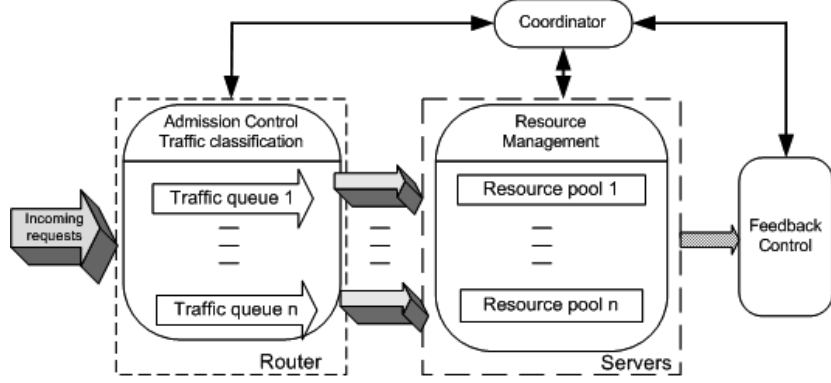 Coordinator
Admission Control
Traffic classification
Resource
Management
Incoming
requests
Traffic queue 1
Resource pool 1
Feedback
Control
Traffic queue n
Resource pool n
Router
Servers